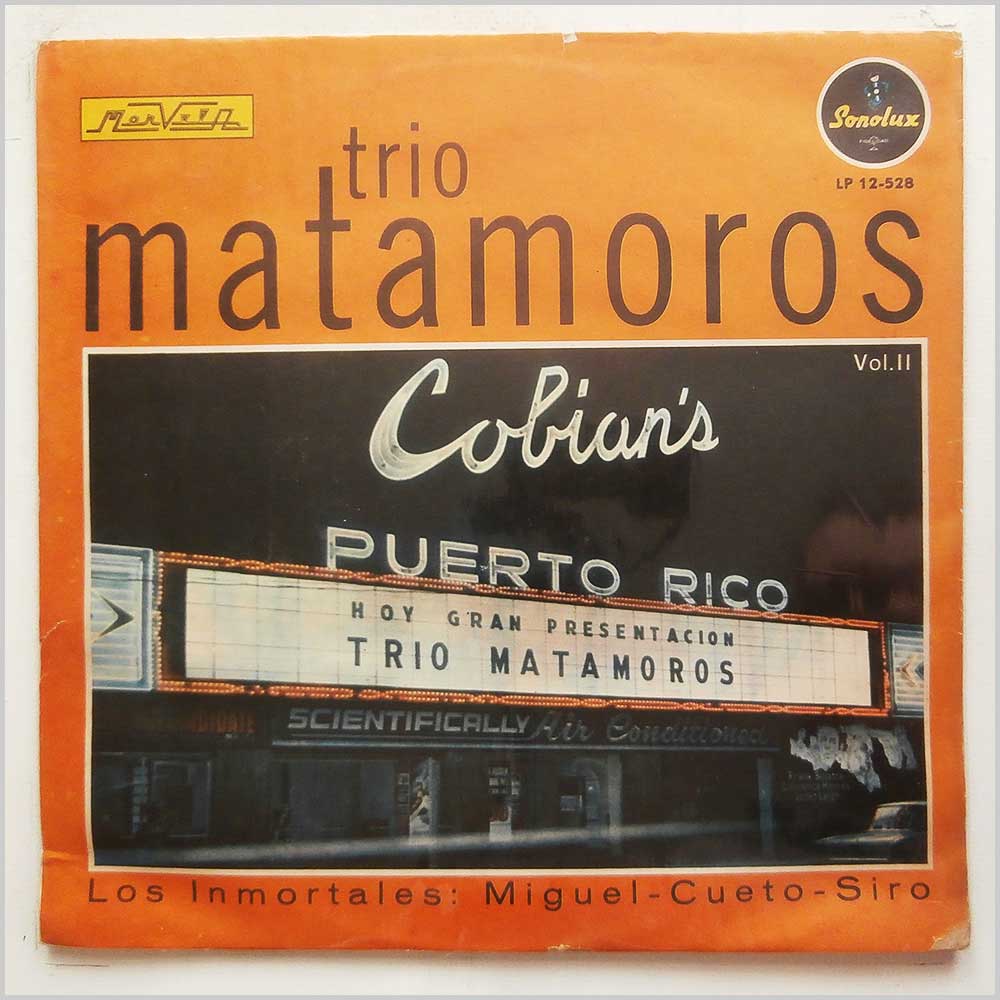 MarVela
Sonolux
LP 12-528
trio
matamoros
Vol.II
Cobian's
PUERTO RICO
HOY GRAN PRESENTACION
TRIO MATAMOROS
SCIENTIFICALLY Air Conditioned
Los Inmortales: Miguel-Cueto-Siro